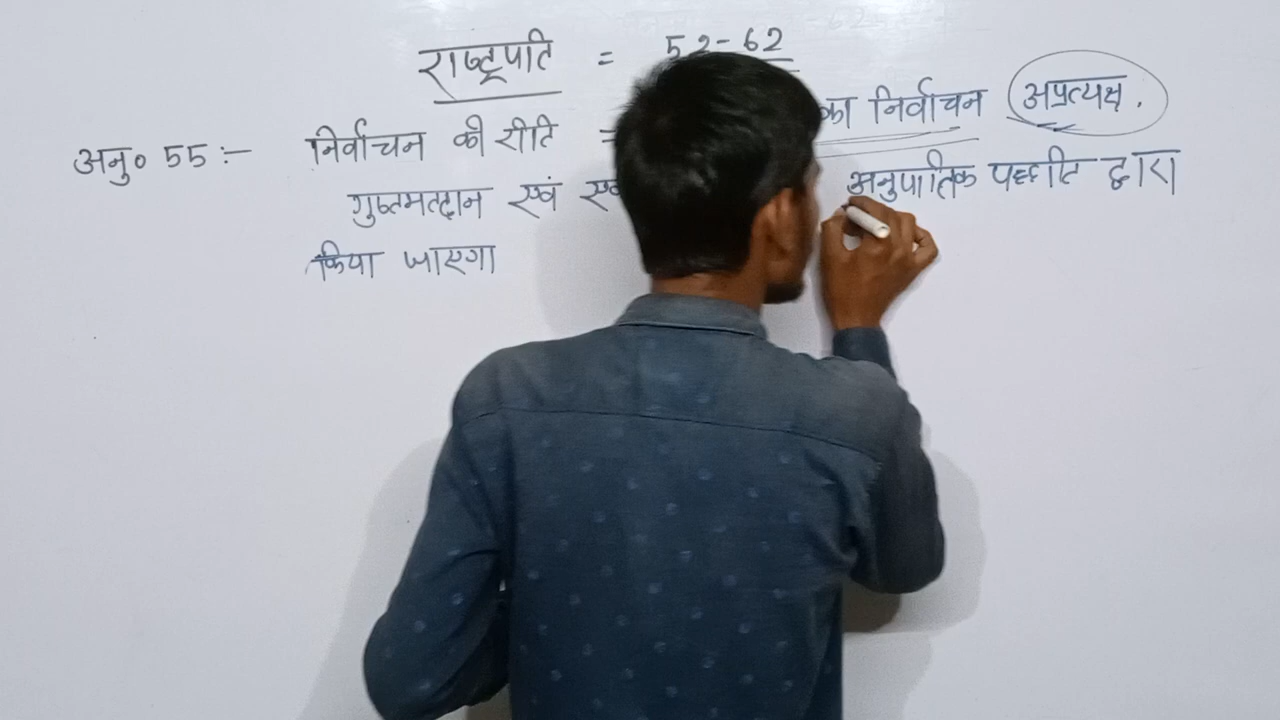 राष्ट्रपति = 52-62
अनु० 55:- निर्वाचन की रीति = का निर्वाचन अप्रत्यक्ष.
गुप्तमतदान एवं अनुपातिक पद्धति द्वारा
किया जाएगा